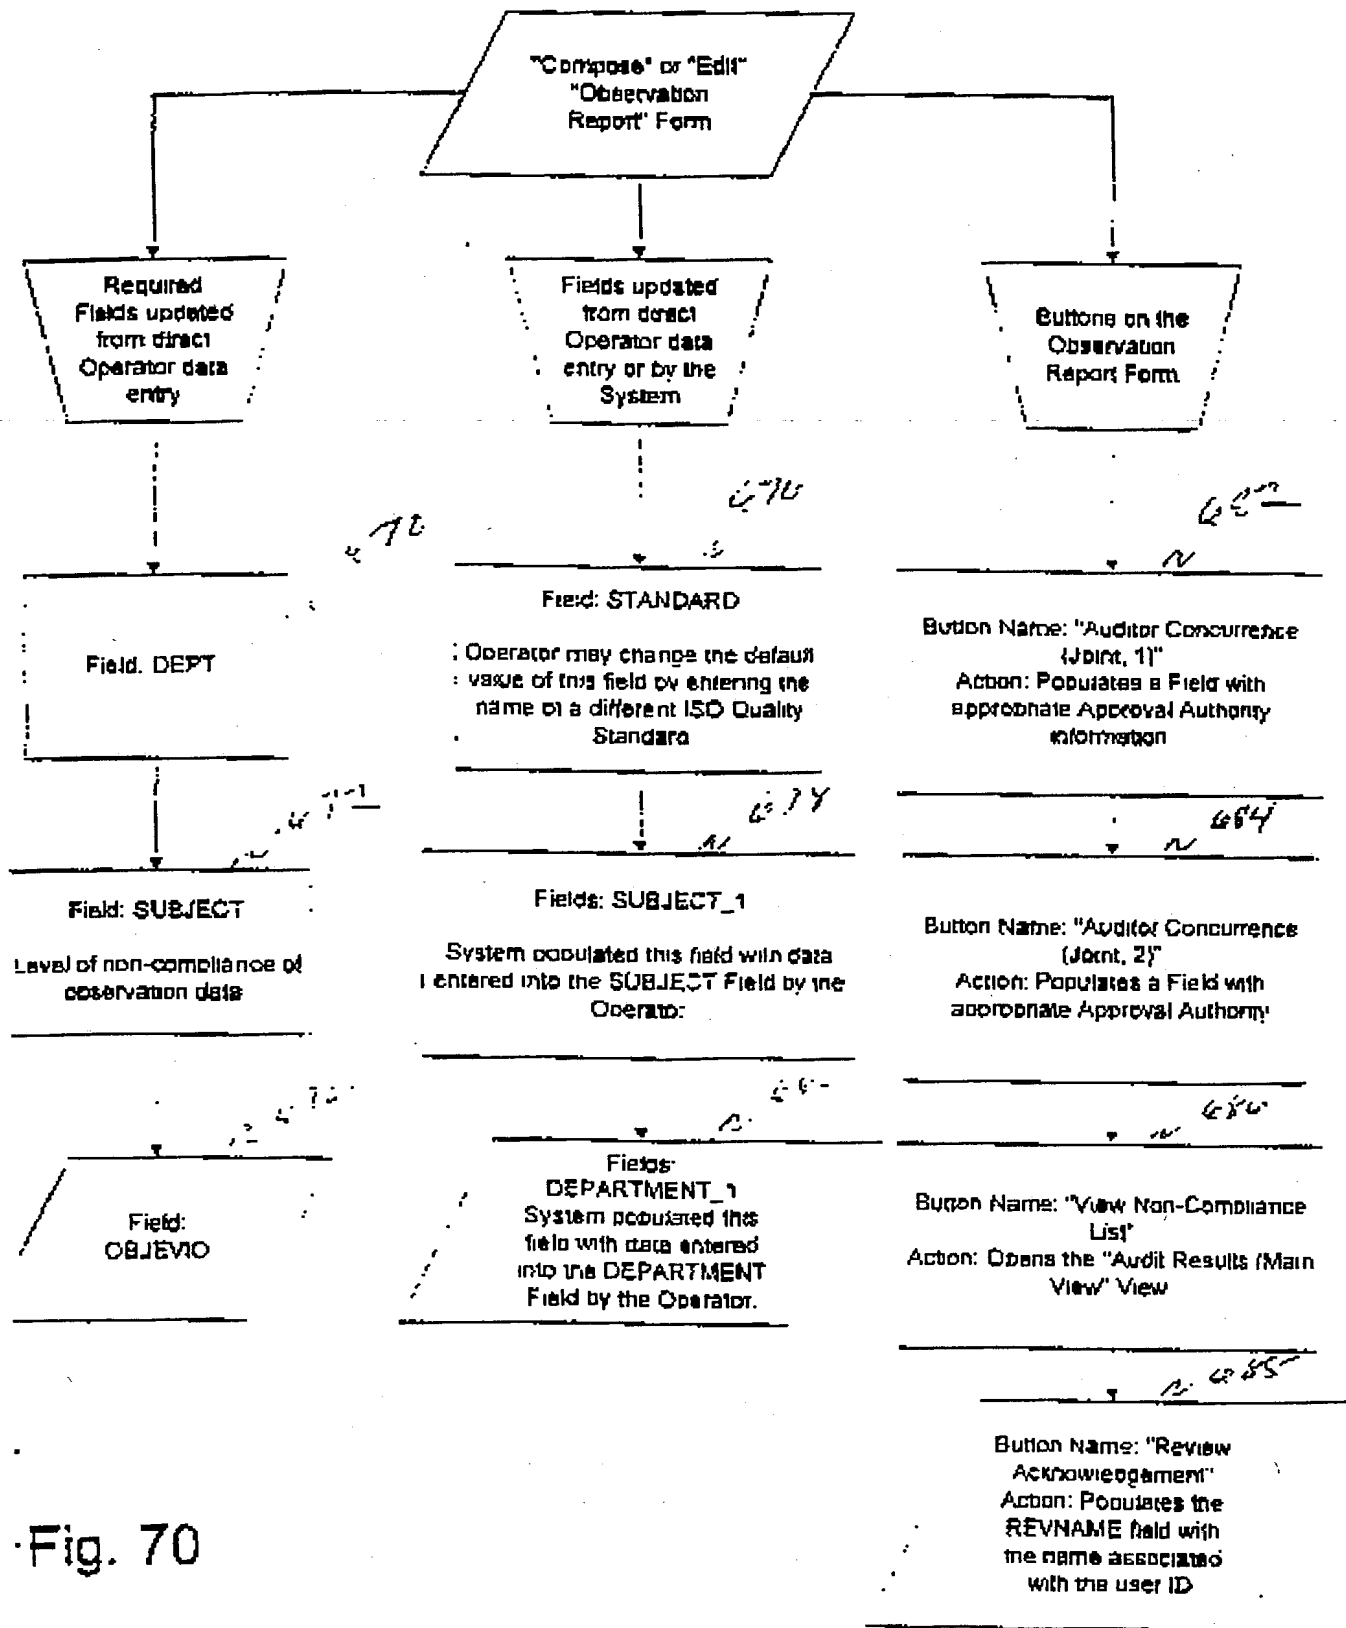 "Compose" or "Edit"
"Observation
Report" Form
Required
Fields updated
from direct
Operator data
entry
Fields updated
from direct
Operator data
entry or by the
System
Buttons on the
Observation
Report Form
Field. DEPT
Field: SUBJECT
Level of non-compliance of
observation data
Field:
OBJEVID
Field: STANDARD
Operator may change the default
value of this field by entering the
name of a different ISO Quality
Standard
Fields: SUBJECT_1
System populated this field with data
entered into the SUBJECT Field by the
Operator.
Fields:
DEPARTMENT_1
System populated this
field with data entered
into the DEPARTMENT
Field by the Operator.
Button Name: "Auditor Concurrence
(Joint, 1)"
Action: Populates a Field with
appropriate Approval Authority
information
684
Button Name: "Auditor Concurrence
(Joint, 2)"
Action: Populates a Field with
appropriate Approval Authority
Button Name: "View Non-Compliance
List"
Action: Opens the "Audit Results (Main
View" View
Button Name: "Review
Acknowledgement"
Action: Populates the
REVNAME field with
the name associated
with the user ID
Fig. 70